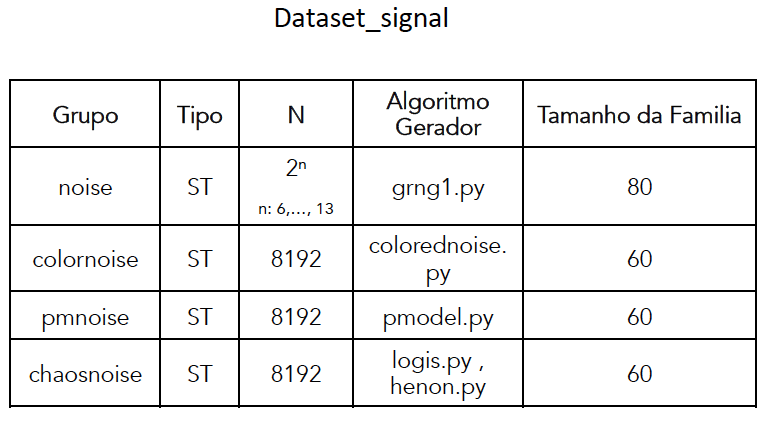 Dataset_signal
Grupo Tipo N Algoritmo Gerador Tamanho da Familia
noise ST 2ⁿ n: 6,..., 13 grng1.py 80
colornoise ST 8192 colorednoise. py 60
pmnoise ST 8192 pmodel.py 60
chaosnoise ST 8192 logis.py , henon.py 60